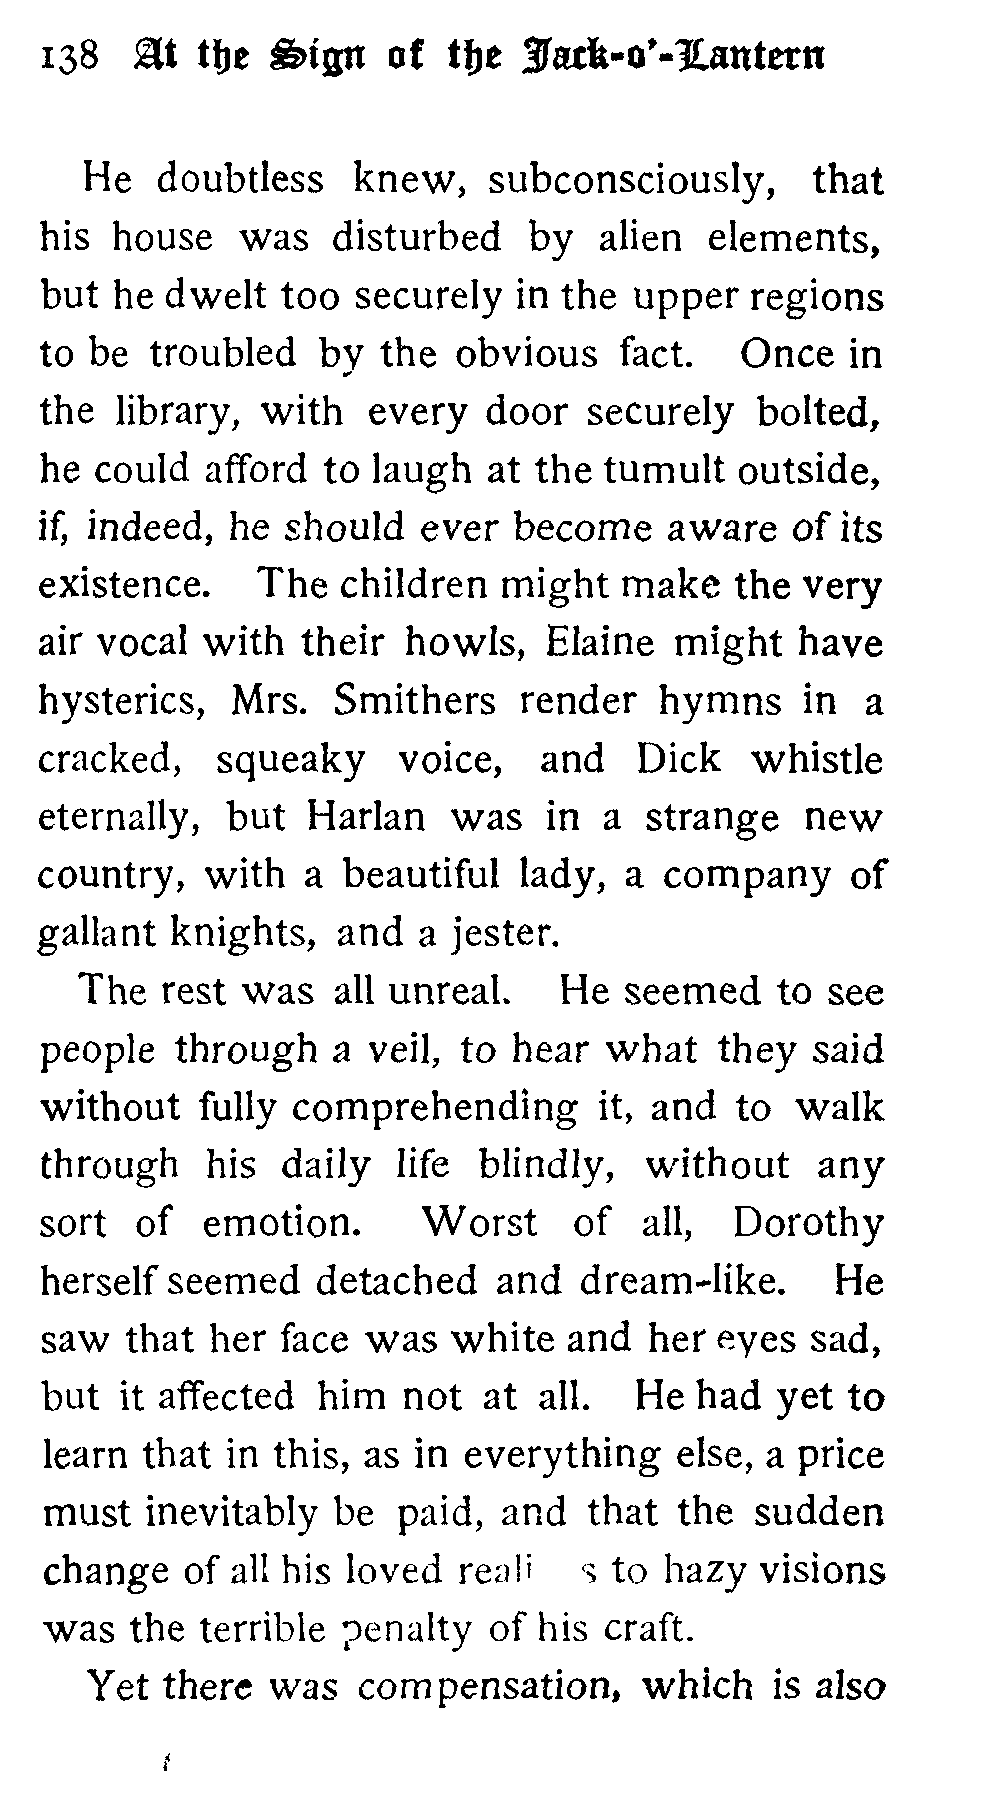 138 At the Sign of the Jack-o'-Lantern
He doubtless knew, subconsciously, that
his house was disturbed by alien elements,
but he dwelt too securely in the upper regions
to be troubled by the obvious fact. Once in
the library, with every door securely bolted,
he could afford to laugh at the tumult outside,
if, indeed, he should ever become aware of its
existence. The children might make the very
air vocal with their howls, Elaine might have
hysterics, Mrs. Smithers render hymns in a
cracked, squeaky voice, and Dick whistle
eternally, but Harlan was in a strange new
country, with a beautiful lady, a company of
gallant knights, and a jester.
The rest was all unreal. He seemed to see
people through a veil, to hear what they said
without fully comprehending it, and to walk
through his daily life blindly, without any
sort of emotion. Worst of all, Dorothy
herself seemed detached and dream-like. He
saw that her face was white and her eyes sad,
but it affected him not at all. He had yet to
learn that in this, as in everything else, a price
must inevitably be paid, and that the sudden
change of all his loved to hazy visions
was the terrible penalty of his craft.
Yet there was compensation, which is also